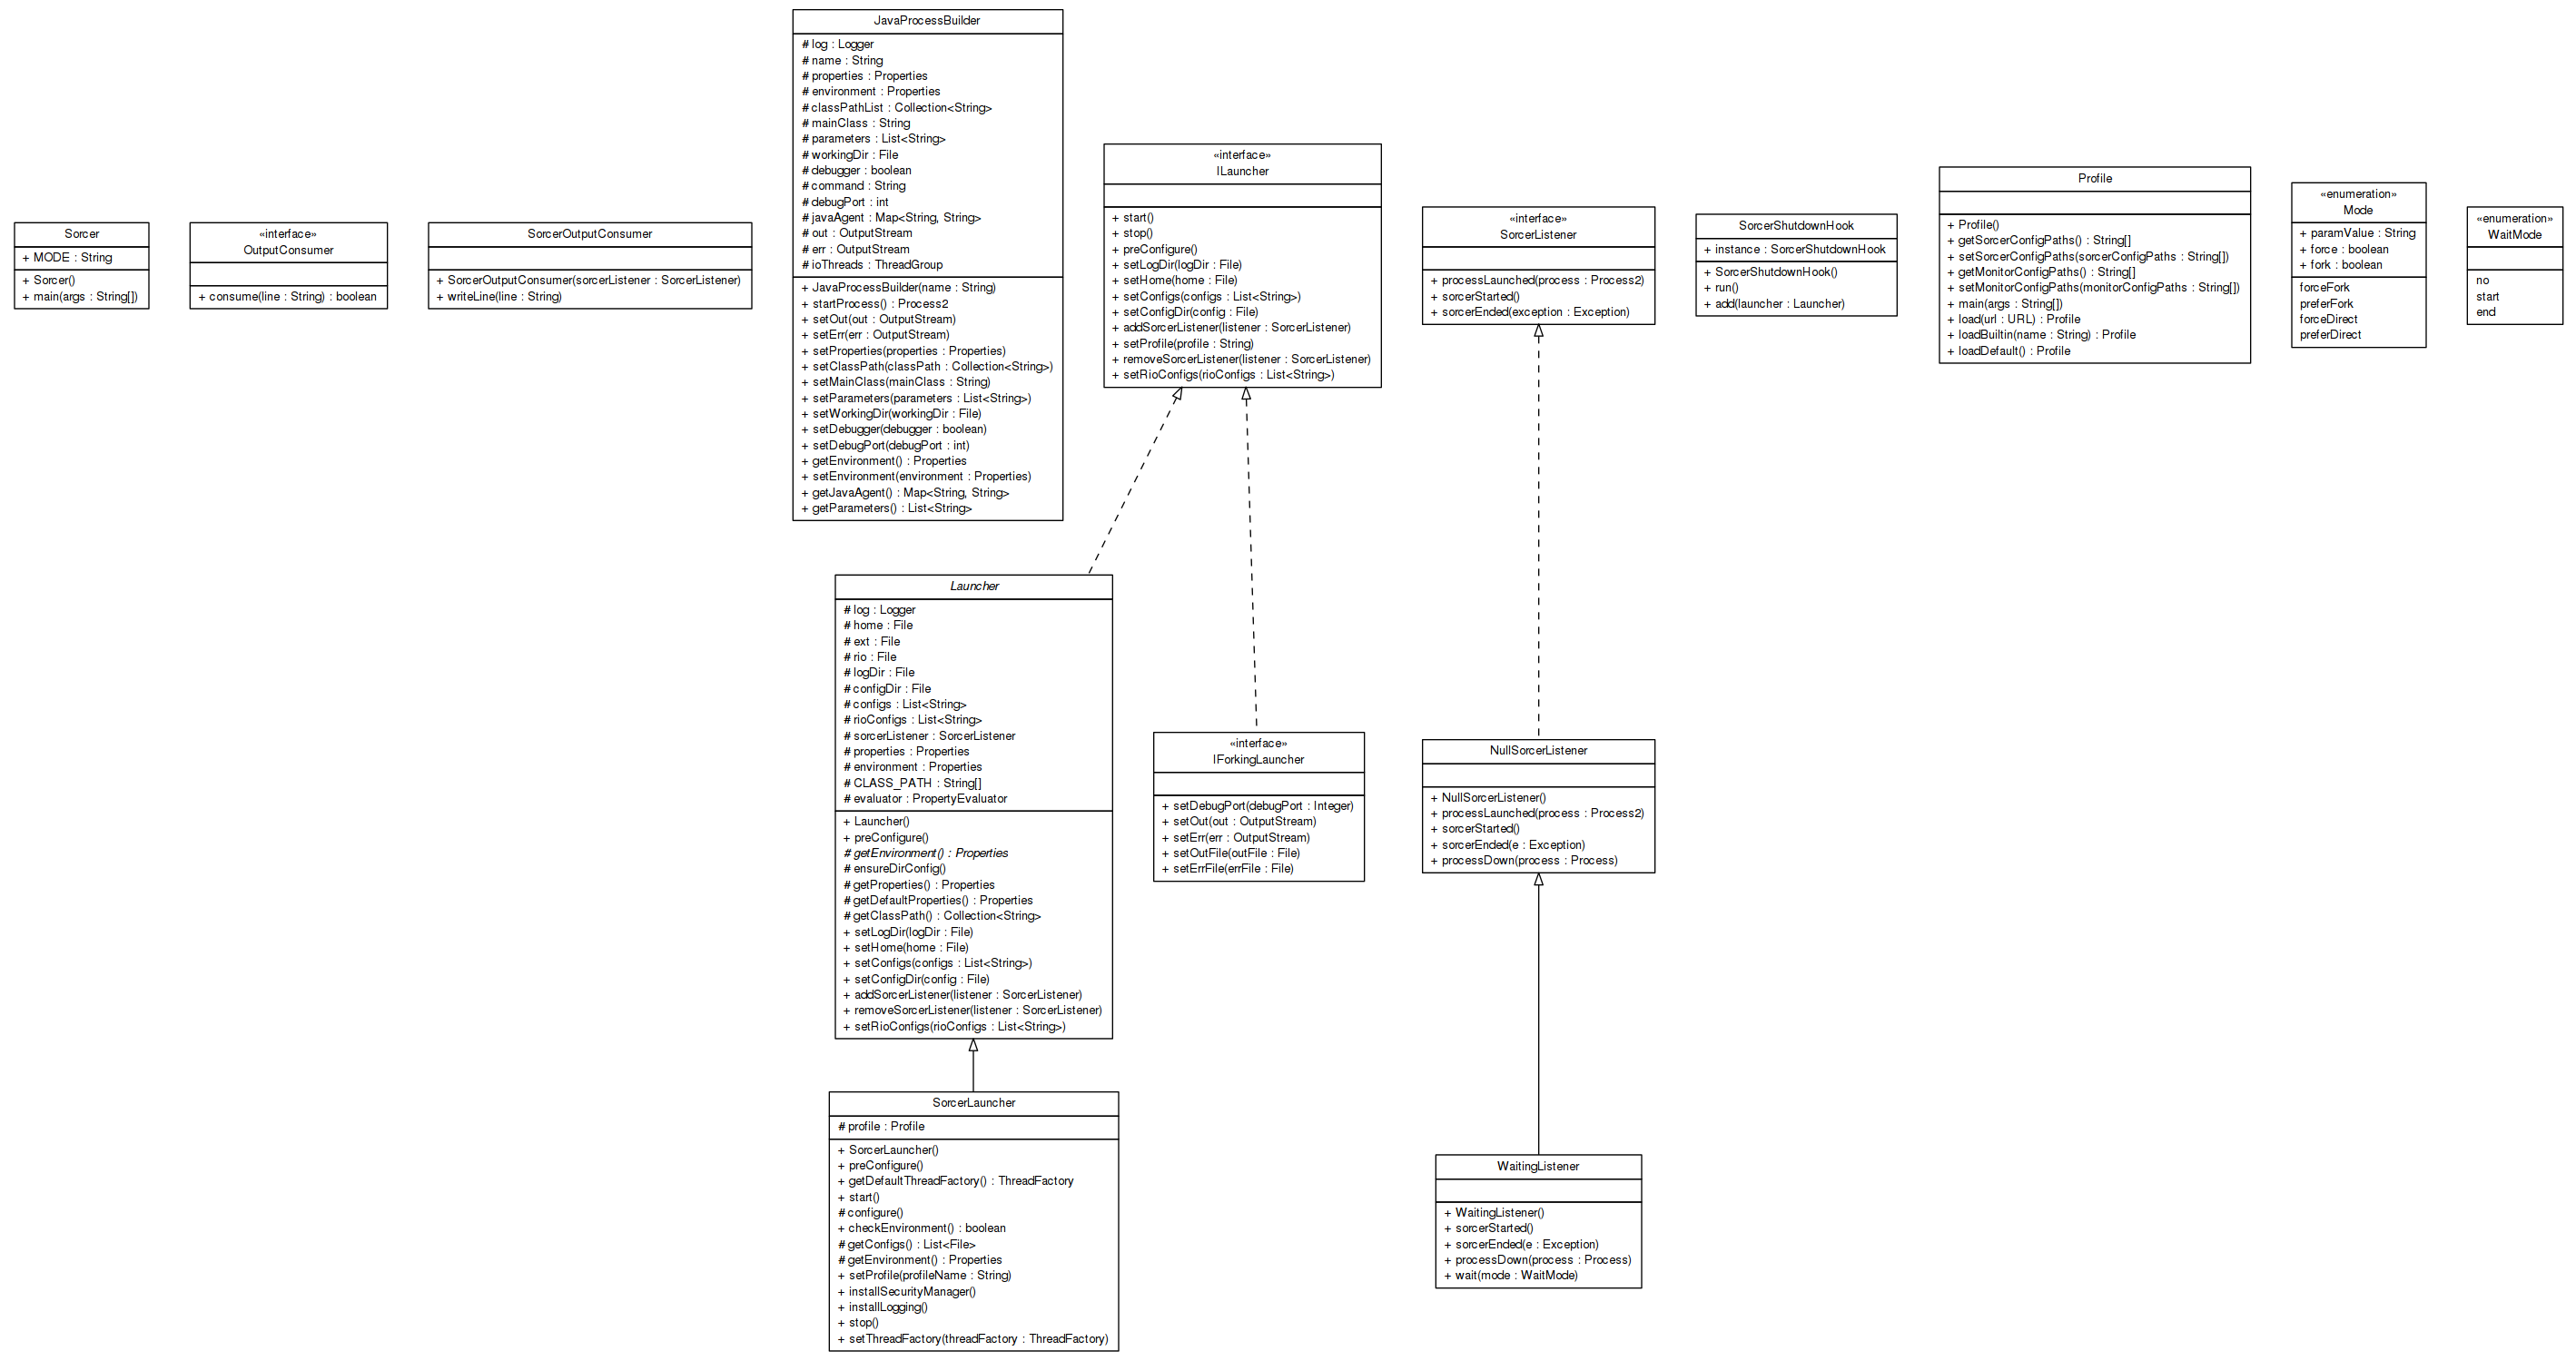 Sorcer
+ MODE : String
+ Sorcer()
+ main(args : String[])
«interface»
OutputConsumer
+ consume(line : String) : boolean
SorcerOutputConsumer
+ SorcerOutputConsumer(sorcerListener : SorcerListener)
+ writeLine(line : String)
JavaProcessBuilder
# log : Logger
# name : String
# properties : Properties
# environment : Properties
# classPathList : Collection<String>
# mainClass : String
# parameters : List<String>
# workingDir : File
# debugger : boolean
# command : String
# debugPort : int
# javaAgent : Map<String, String>
# out : OutputStream
# err : OutputStream
# ioThreads : ThreadGroup
+ JavaProcessBuilder(name : String)
+ startProcess() : Process2
+ setOut(out : OutputStream)
+ setErr(err : OutputStream)
+ setProperties(properties : Properties)
+ setClassPath(classPath : Collection<String>)
+ setMainClass(mainClass : String)
+ setParameters(parameters : List<String>)
+ setWorkingDir(workingDir : File)
+ setDebugger(debugger : boolean)
+ setDebugPort(debugPort : int)
+ getEnvironment() : Properties
+ setEnvironment(environment : Properties)
+ getJavaAgent() : Map<String, String>
+ getParameters() : List<String>
«interface»
ILauncher
+ start()
+ stop()
+ preConfigure()
+ setLogDir(logDir : File)
+ setHome(home : File)
+ setConfigs(configs : List<String>)
+ setConfigDir(config : File)
+ addSorcerListener(listener : SorcerListener)
+ setProfile(profile : String)
+ removeSorcerListener(listener : SorcerListener)
+ setRioConfigs(rioConfigs : List<String>)
«interface»
SorcerListener
+ processLaunched(process : Process2)
+ sorcerStarted()
+ sorcerEnded(exception : Exception)
SorcerShutdownHook
+ instance : SorcerShutdownHook
+ SorcerShutdownHook()
+ run()
+ add(launcher : Launcher)
Profile
+ Profile()
+ getSorcerConfigPaths() : String[]
+ setSorcerConfigPaths(sorcerConfigPaths : String[])
+ getMonitorConfigPaths() : String[]
+ setMonitorConfigPaths(monitorConfigPaths : String[])
+ main(args : String[])
+ load(url : URL) : Profile
+ loadBuiltin(name : String) : Profile
+ loadDefault() : Profile
«enumeration»
Mode
+ paramValue : String
+ force : boolean
+ fork : boolean
forceFork
preferFork
forceDirect
preferDirect
«enumeration»
WaitMode
no
start
end
Launcher
# log : Logger
# home : File
# ext : File
# rio : File
# logDir : File
# configDir : File
# configs : List<String>
# rioConfigs : List<String>
# sorcerListener : SorcerListener
# properties : Properties
# environment : Properties
# CLASS_PATH : String[]
# evaluator : PropertyEvaluator
+ Launcher()
+ preConfigure()
# getEnvironment() : Properties
# ensureDirConfig()
# getProperties() : Properties
# getDefaultProperties() : Properties
# getClassPath() : Collection<String>
+ setLogDir(logDir : File)
+ setHome(home : File)
+ setConfigs(configs : List<String>)
+ setConfigDir(config : File)
+ addSorcerListener(listener : SorcerListener)
+ removeSorcerListener(listener : SorcerListener)
+ setRioConfigs(rioConfigs : List<String>)
«interface»
IForkingLauncher
+ setDebugPort(debugPort : Integer)
+ setOut(out : OutputStream)
+ setErr(err : OutputStream)
+ setOutFile(outFile : File)
+ setErrFile(errFile : File)
NullSorcerListener
+ NullSorcerListener()
+ processLaunched(process : Process2)
+ sorcerStarted()
+ sorcerEnded(e : Exception)
+ processDown(process : Process)
SorcerLauncher
# profile : Profile
+ SorcerLauncher()
+ preConfigure()
+ getDefaultThreadFactory() : ThreadFactory
+ start()
# configure()
+ checkEnvironment() : boolean
# getConfigs() : List<File>
# getEnvironment() : Properties
+ setProfile(profileName : String)
+ installSecurityManager()
+ installLogging()
+ stop()
+ setThreadFactory(threadFactory : ThreadFactory)
WaitingListener
+ WaitingListener()
+ sorcerStarted()
+ sorcerEnded(e : Exception)
+ processDown(process : Process)
+ wait(mode : WaitMode)